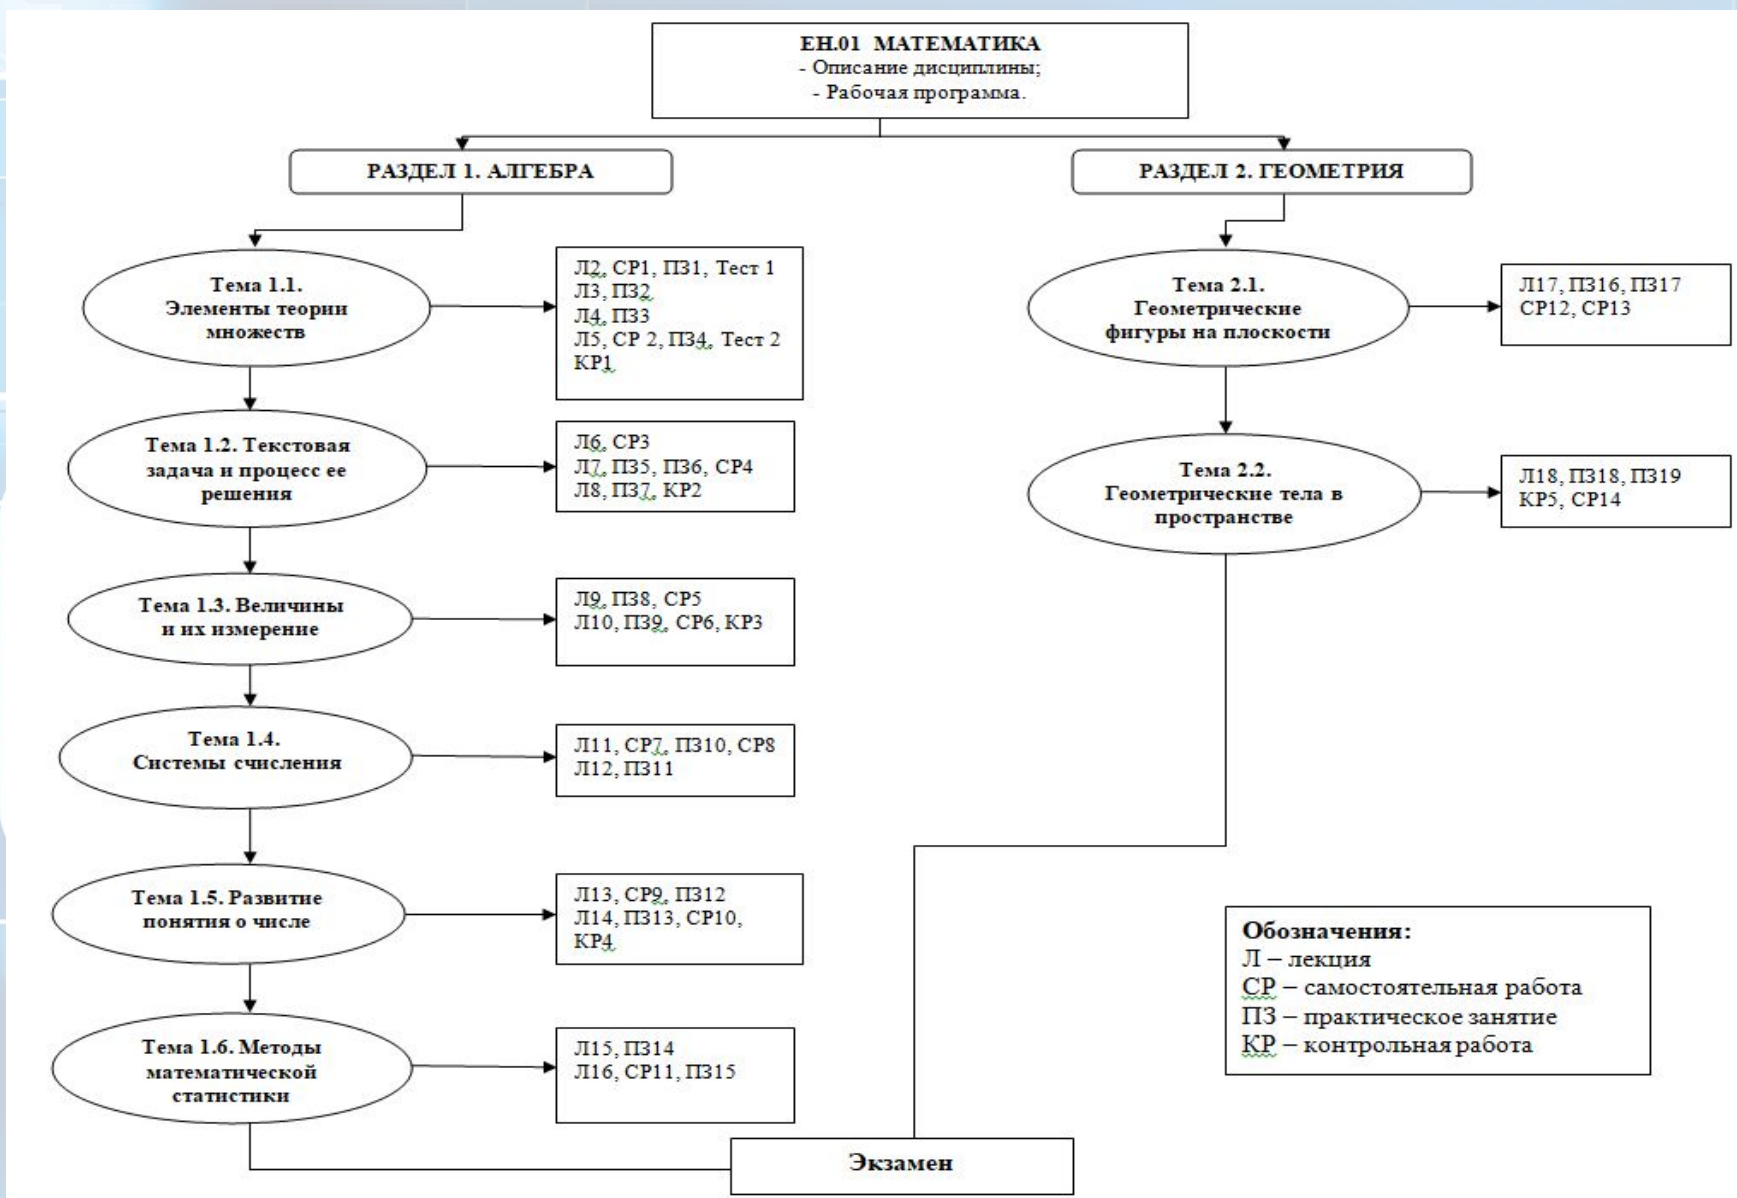 ЕН.01 МАТЕМАТИКА
- Описание дисциплины;
- Рабочая программа.
РАЗДЕЛ 1. АЛГЕБРА
РАЗДЕЛ 2. ГЕОМЕТРИЯ
Тема 1.1.
Элементы теории
множеств
Л2, СР1, ПЗ1, Тест 1
Л3, ПЗ2
Л4, ПЗ3
Л5, СР 2, ПЗ4, Тест 2
КР1
Тема 1.2. Текстовая
задача и процесс ее
решения
Л6, СР3
Л7, ПЗ5, ПЗ6, СР4
Л8, ПЗ7, КР2
Тема 1.3. Величины
и их измерение
Л9, ПЗ8, СР5
Л10, ПЗ9, СР6, КР3
Тема 1.4.
Системы счисления
Л11, СР7, ПЗ10, СР8
Л12, ПЗ11
Тема 1.5. Развитие
понятия о числе
Л13, СР9, ПЗ12
Л14, ПЗ13, СР10,
КР4
Тема 1.6. Методы
математической
статистики
Л15, ПЗ14
Л16, СР11, ПЗ15
Тема 2.1.
Геометрические
фигуры на плоскости
Л17, ПЗ16, ПЗ17
СР12, СР13
Тема 2.2.
Геометрические тела в
пространстве
Л18, ПЗ18, ПЗ19
КР5, СР14
Обозначения:
Л – лекция
СР – самостоятельная работа
ПЗ – практическое занятие
КР – контрольная работа
Экзамен